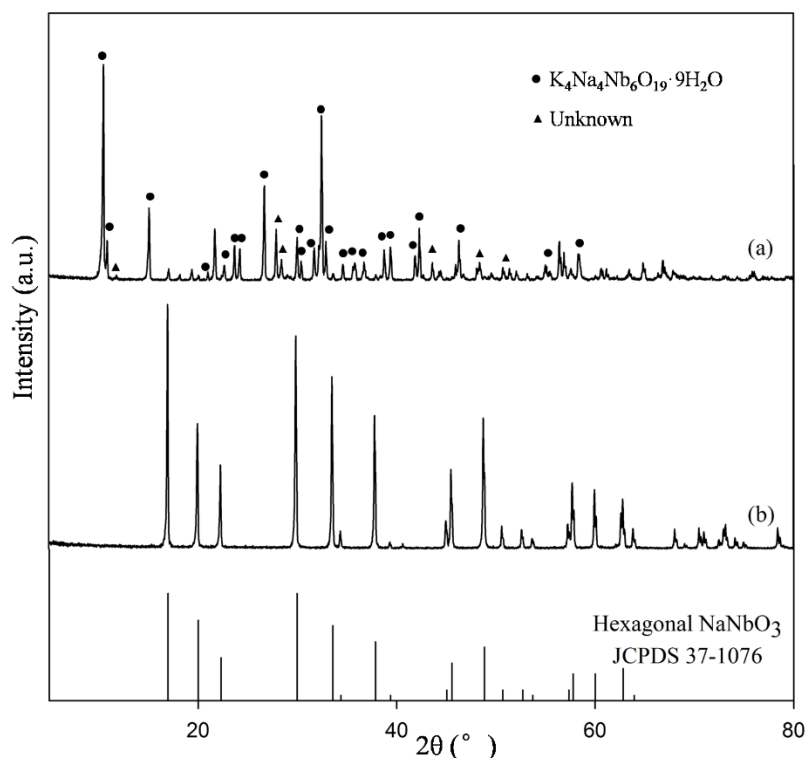 ● K₄Na₄Nb₆O₁₉·9H₂O
▲ Unknown
(a)
Intensity (a.u.)
(b)
Hexagonal NaNbO₃
JCPDS 37-1076
20 40 60 80
2θ (°)